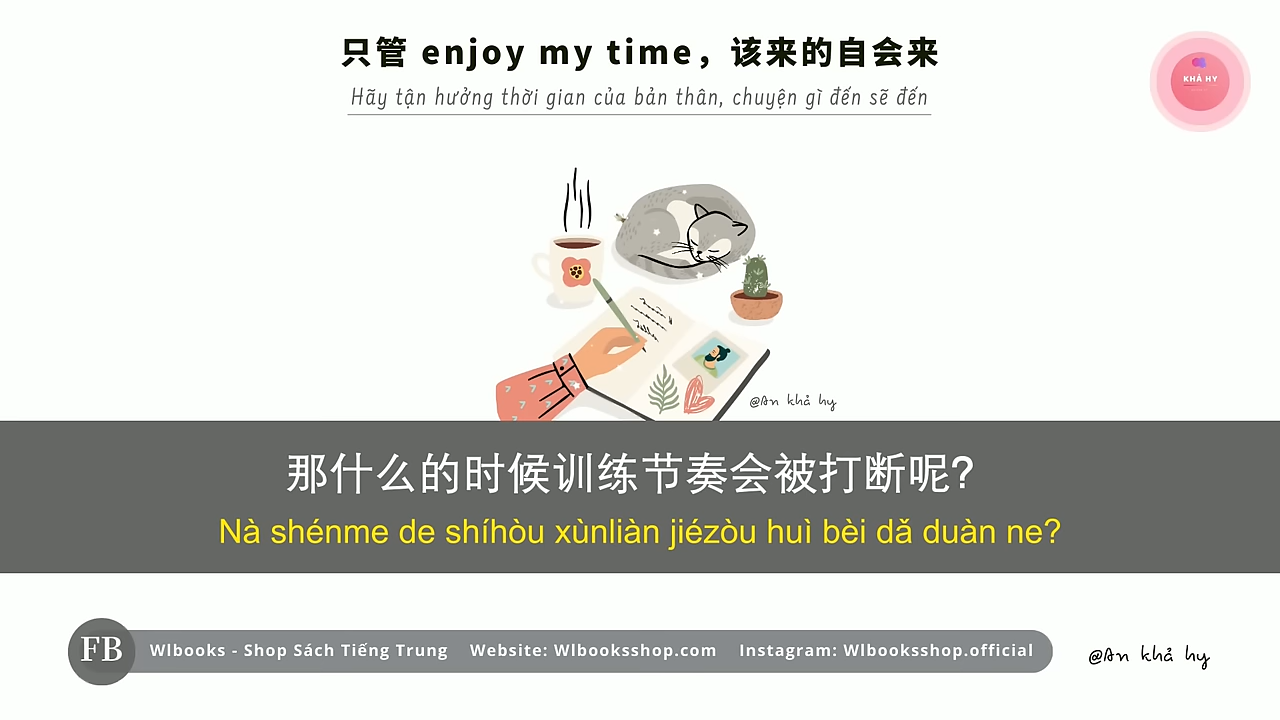 只管 enjoy my time，该来的自会来
Hãy tận hưởng thời gian của bản thân, chuyện gì đến sẽ đến
KHẢ HY
@An khả hy
那什么的时候训练节奏会被打断呢?
Nà shénme de shíhòu xùnliàn jiézòu huì bèi dǎ duàn ne?
FB
Wlbooks - Shop Sách Tiếng Trung Website: Wlbooksshop.com Instagram: Wlbooksshop.official
@An khả hy